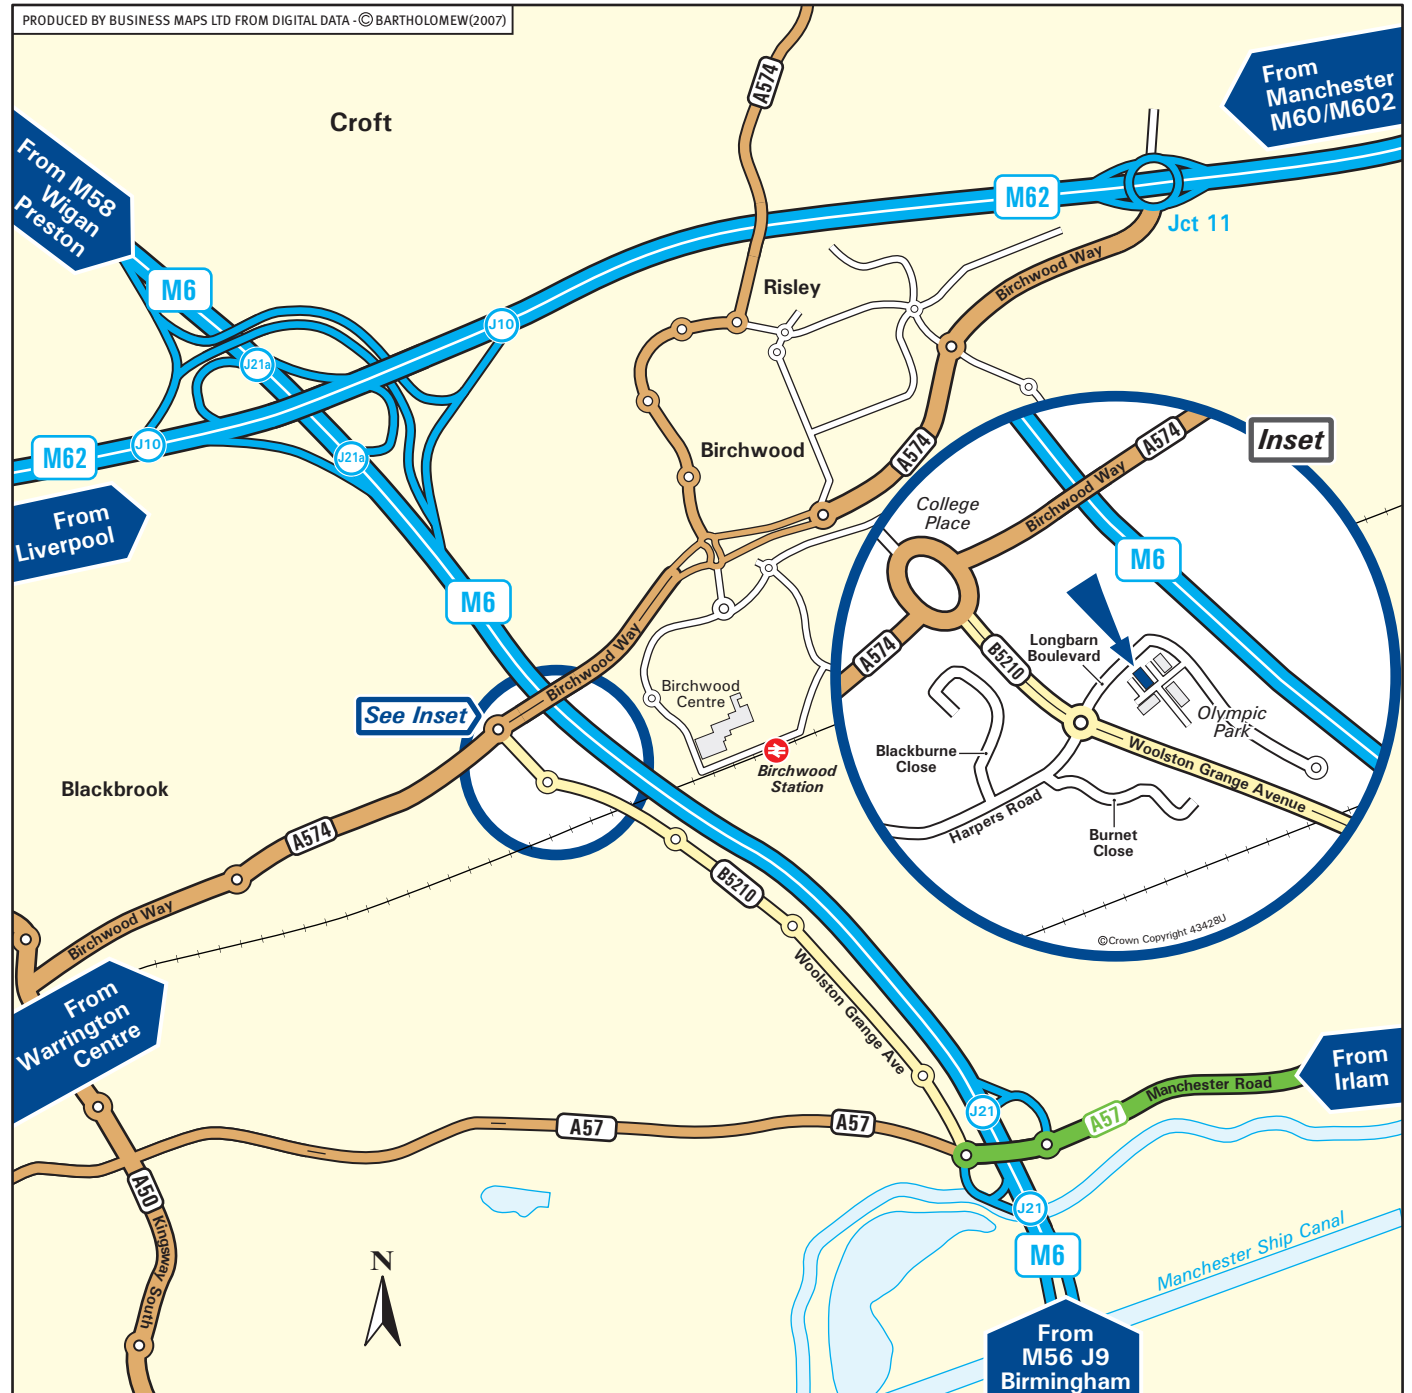 PRODUCED BY BUSINESS MAPS LTD FROM DIGITAL DATA - © BARTHOLOMEW(2007)
A574
From
Manchester
M60/M602
Croft
From M58
Wigan
Preston
M62
Jct 11
M6
Birchwood Way
Risley
J10
J21a
J10
M62
J21a
Birchwood
A574
Inset
A574
Birchwood Way
College
Place
From
Liverpool
M6
M6
Longbarn
Boulevard
B5210
A574
Birchwood Way
Birchwood
Centre
See Inset
Olympic
Park
Woolston Grange Avenue
Blackburne
Close
Birchwood
Station
Blackbrook
Harpers Road
Burnet
Close
A574
B5210
Birchwood Way
©Crown Copyright 43428U
Woolston Grange Ave
From
Warrington
Centre
From
Irlam
Manchester Road
J21
A57
A57
A57
A50
Kingsway South
J21
M6
Manchester Ship Canal
N
From
M56 J9
Birmingham